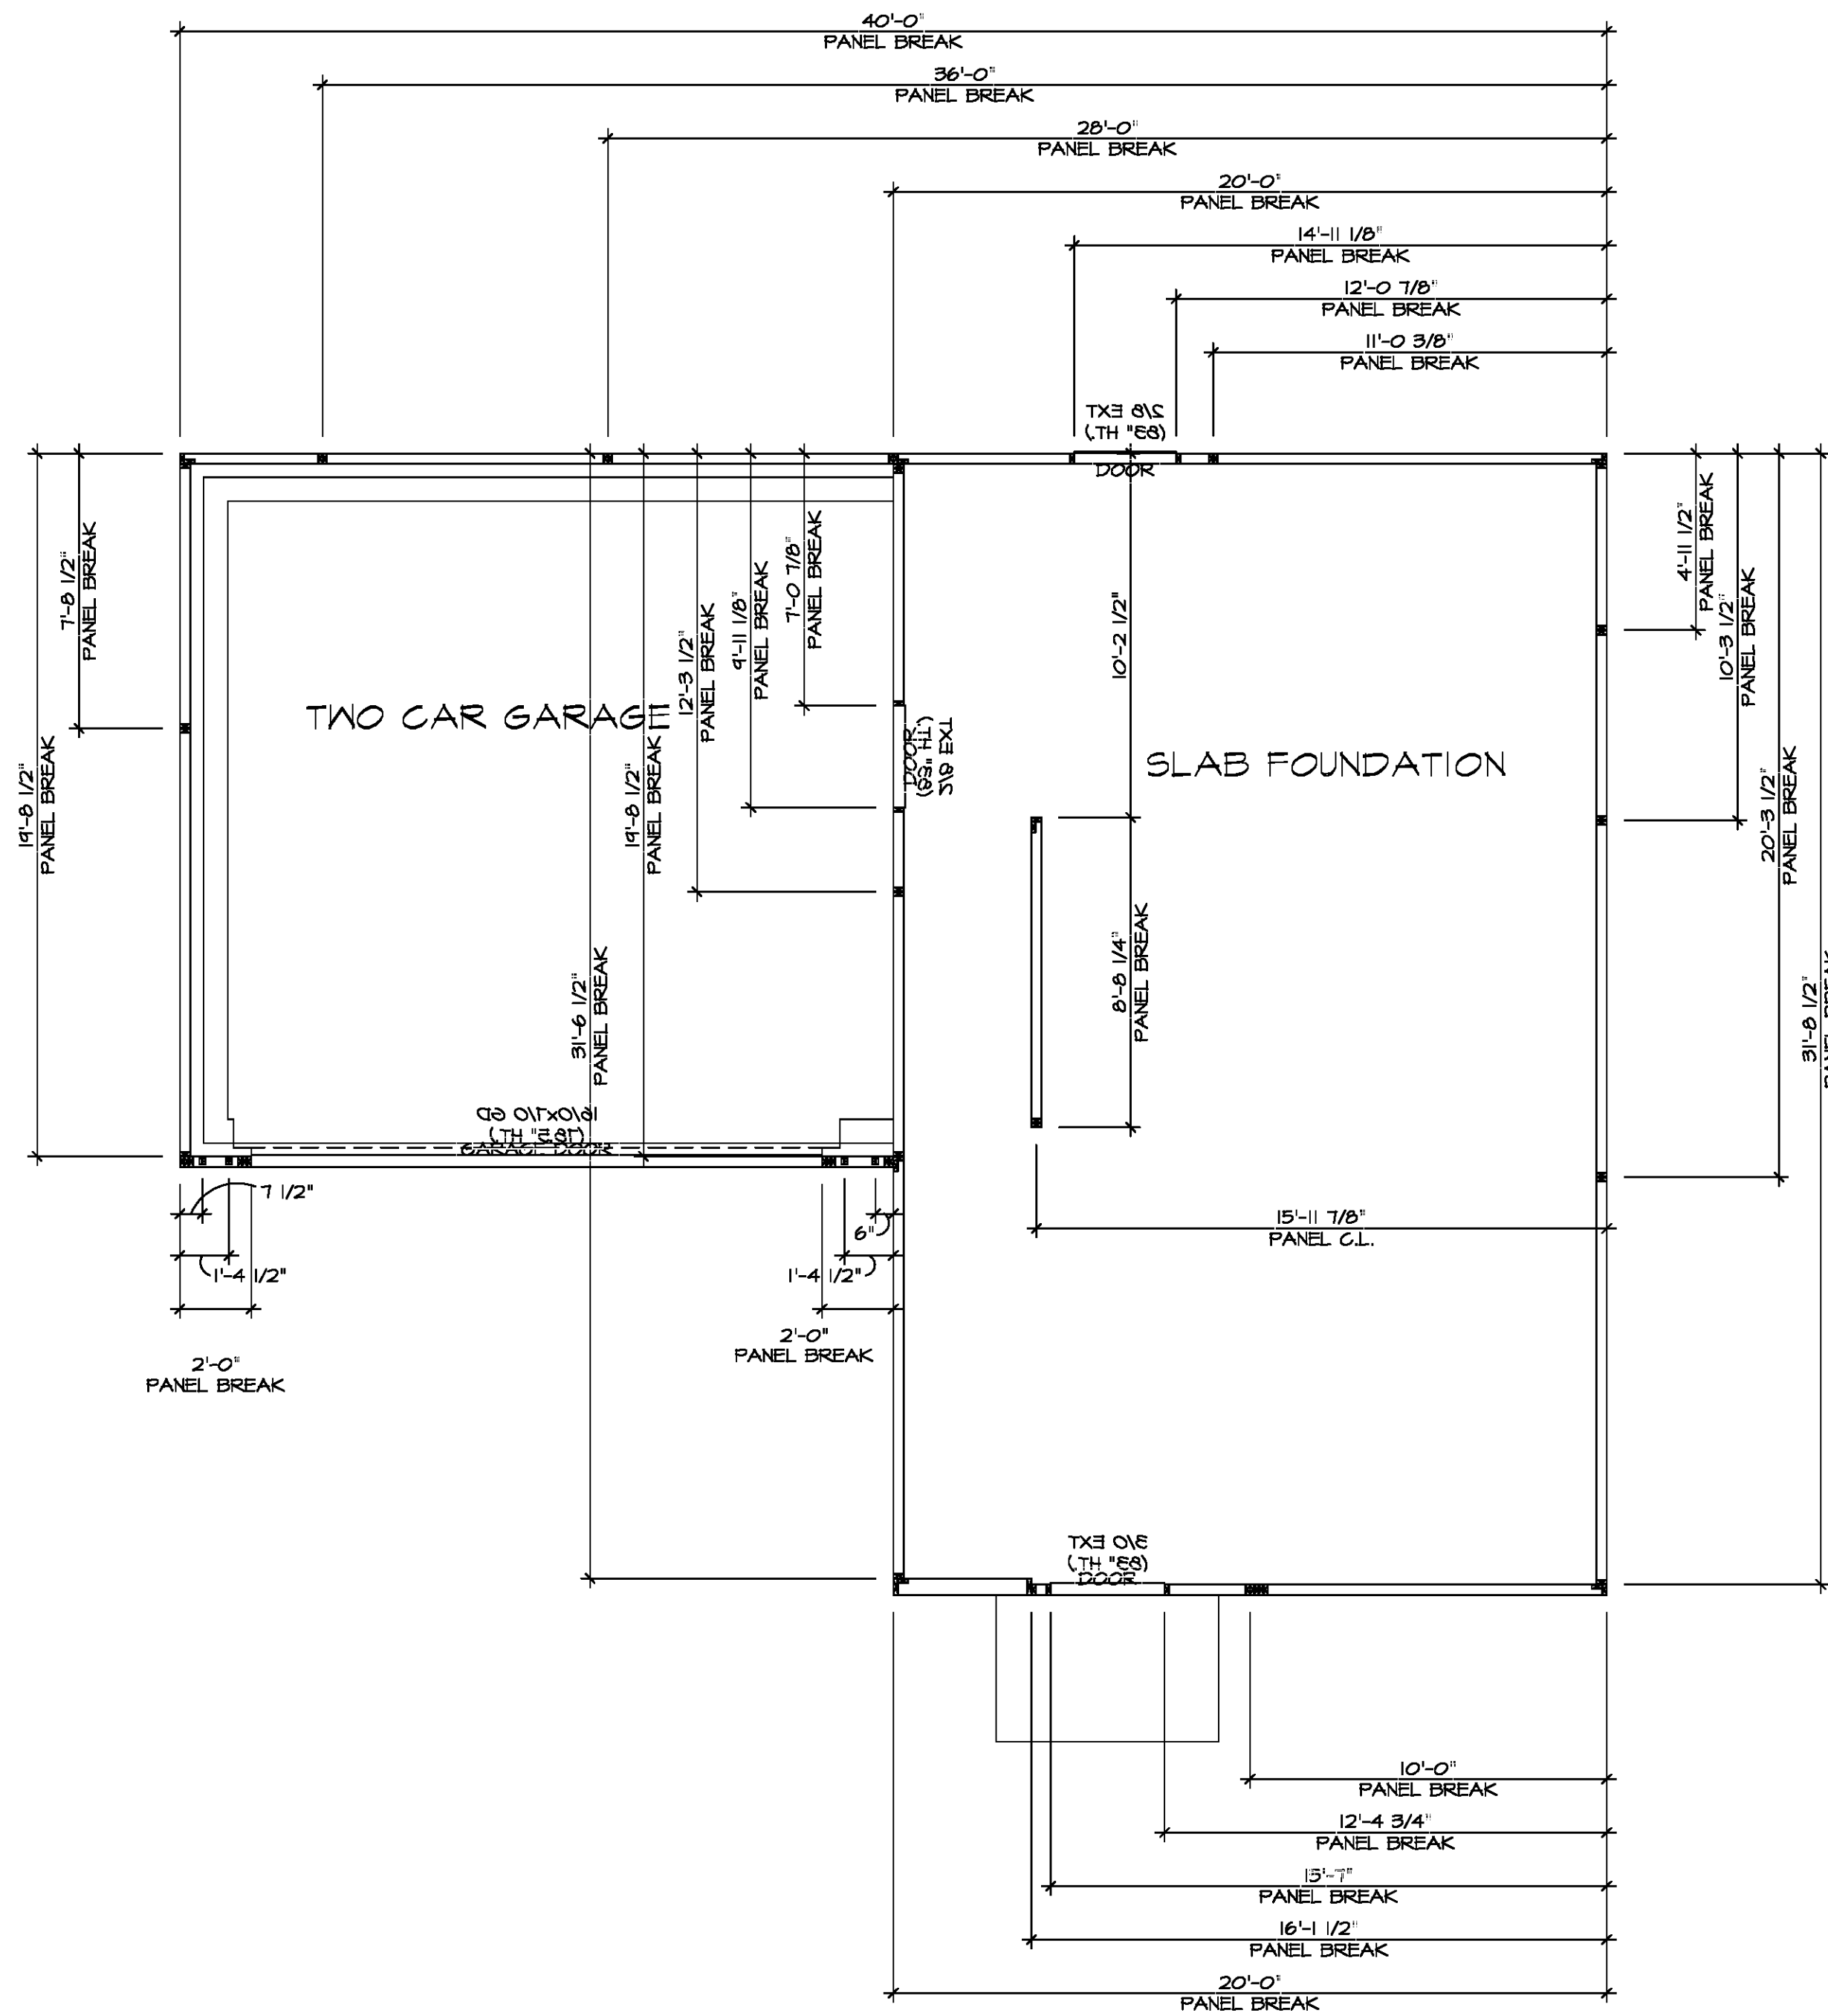 40'-0"
PANEL BREAK
36'-0"
PANEL BREAK
28'-0"
PANEL BREAK
20'-0"
PANEL BREAK
14'-11 1/8"
PANEL BREAK
12'-0 7/8"
PANEL BREAK
11'-0 3/8"
PANEL BREAK
2\8 EXT
(83" HT.)
DOOR
19'-8 1/2"
PANEL BREAK
7'-8 1/2"
PANEL BREAK
TWO CAR GARAGE
31'-6 1/2"
PANEL BREAK
19'-8 1/2"
PANEL BREAK
12'-3 1/2"
PANEL BREAK
9'-11 1/8"
PANEL BREAK
7'-0 7/8"
PANEL BREAK
2\8 EXT
(83" HT.)
DOOR
10'-2 1/2"
8'-8 1/4"
PANEL BREAK
SLAB FOUNDATION
4'-11 1/2"
PANEL BREAK
10'-3 1/2"
PANEL BREAK
20'-3 1/2"
PANEL BREAK
31'-8 1/2"
PANEL BREAK
16\0x7\0 GD
GARAGE DOOR
15'-11 7/8"
PANEL C.L.
7 1/2"
1'-4 1/2"
2'-0"
PANEL BREAK
6"
1'-4 1/2"
2'-0"
PANEL BREAK
3\0 EXT
(83" HT.)
DOOR
10'-0"
PANEL BREAK
12'-4 3/4"
PANEL BREAK
15'-7"
PANEL BREAK
16'-1 1/2"
PANEL BREAK
20'-0"
PANEL BREAK